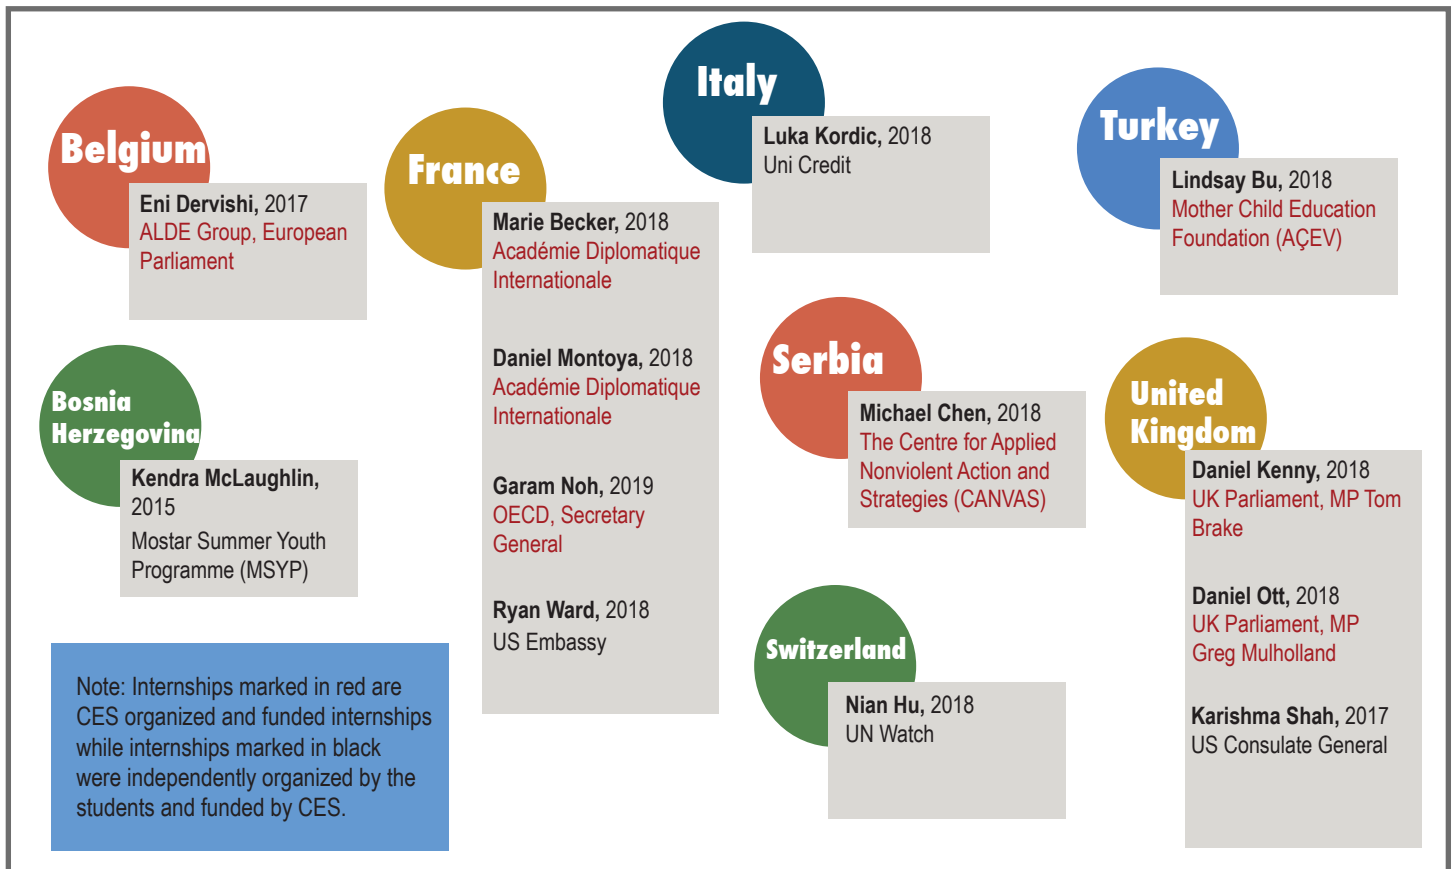 Belgium
Eni Dervishi, 2017
ALDE Group, European
Parliament
France
Marie Becker, 2018
Académie Diplomatique
Internationale
Daniel Montoya, 2018
Académie Diplomatique
Internationale
Garam Noh, 2019
OECD, Secretary
General
Ryan Ward, 2018
US Embassy
Italy
Luka Kordic, 2018
Uni Credit
Turkey
Lindsay Bu, 2018
Mother Child Education
Foundation (AÇEV)
Bosnia
Herzegovina
Kendra McLaughlin,
2015
Mostar Summer Youth
Programme (MSYP)
Serbia
Michael Chen, 2018
The Centre for Applied
Nonviolent Action and
Strategies (CANVAS)
United
Kingdom
Daniel Kenny, 2018
UK Parliament, MP Tom
Brake
Daniel Ott, 2018
UK Parliament, MP
Greg Mulholland
Karishma Shah, 2017
US Consulate General
Switzerland
Nian Hu, 2018
UN Watch
Note: Internships marked in red are
CES organized and funded internships
while internships marked in black
were independently organized by the
students and funded by CES.